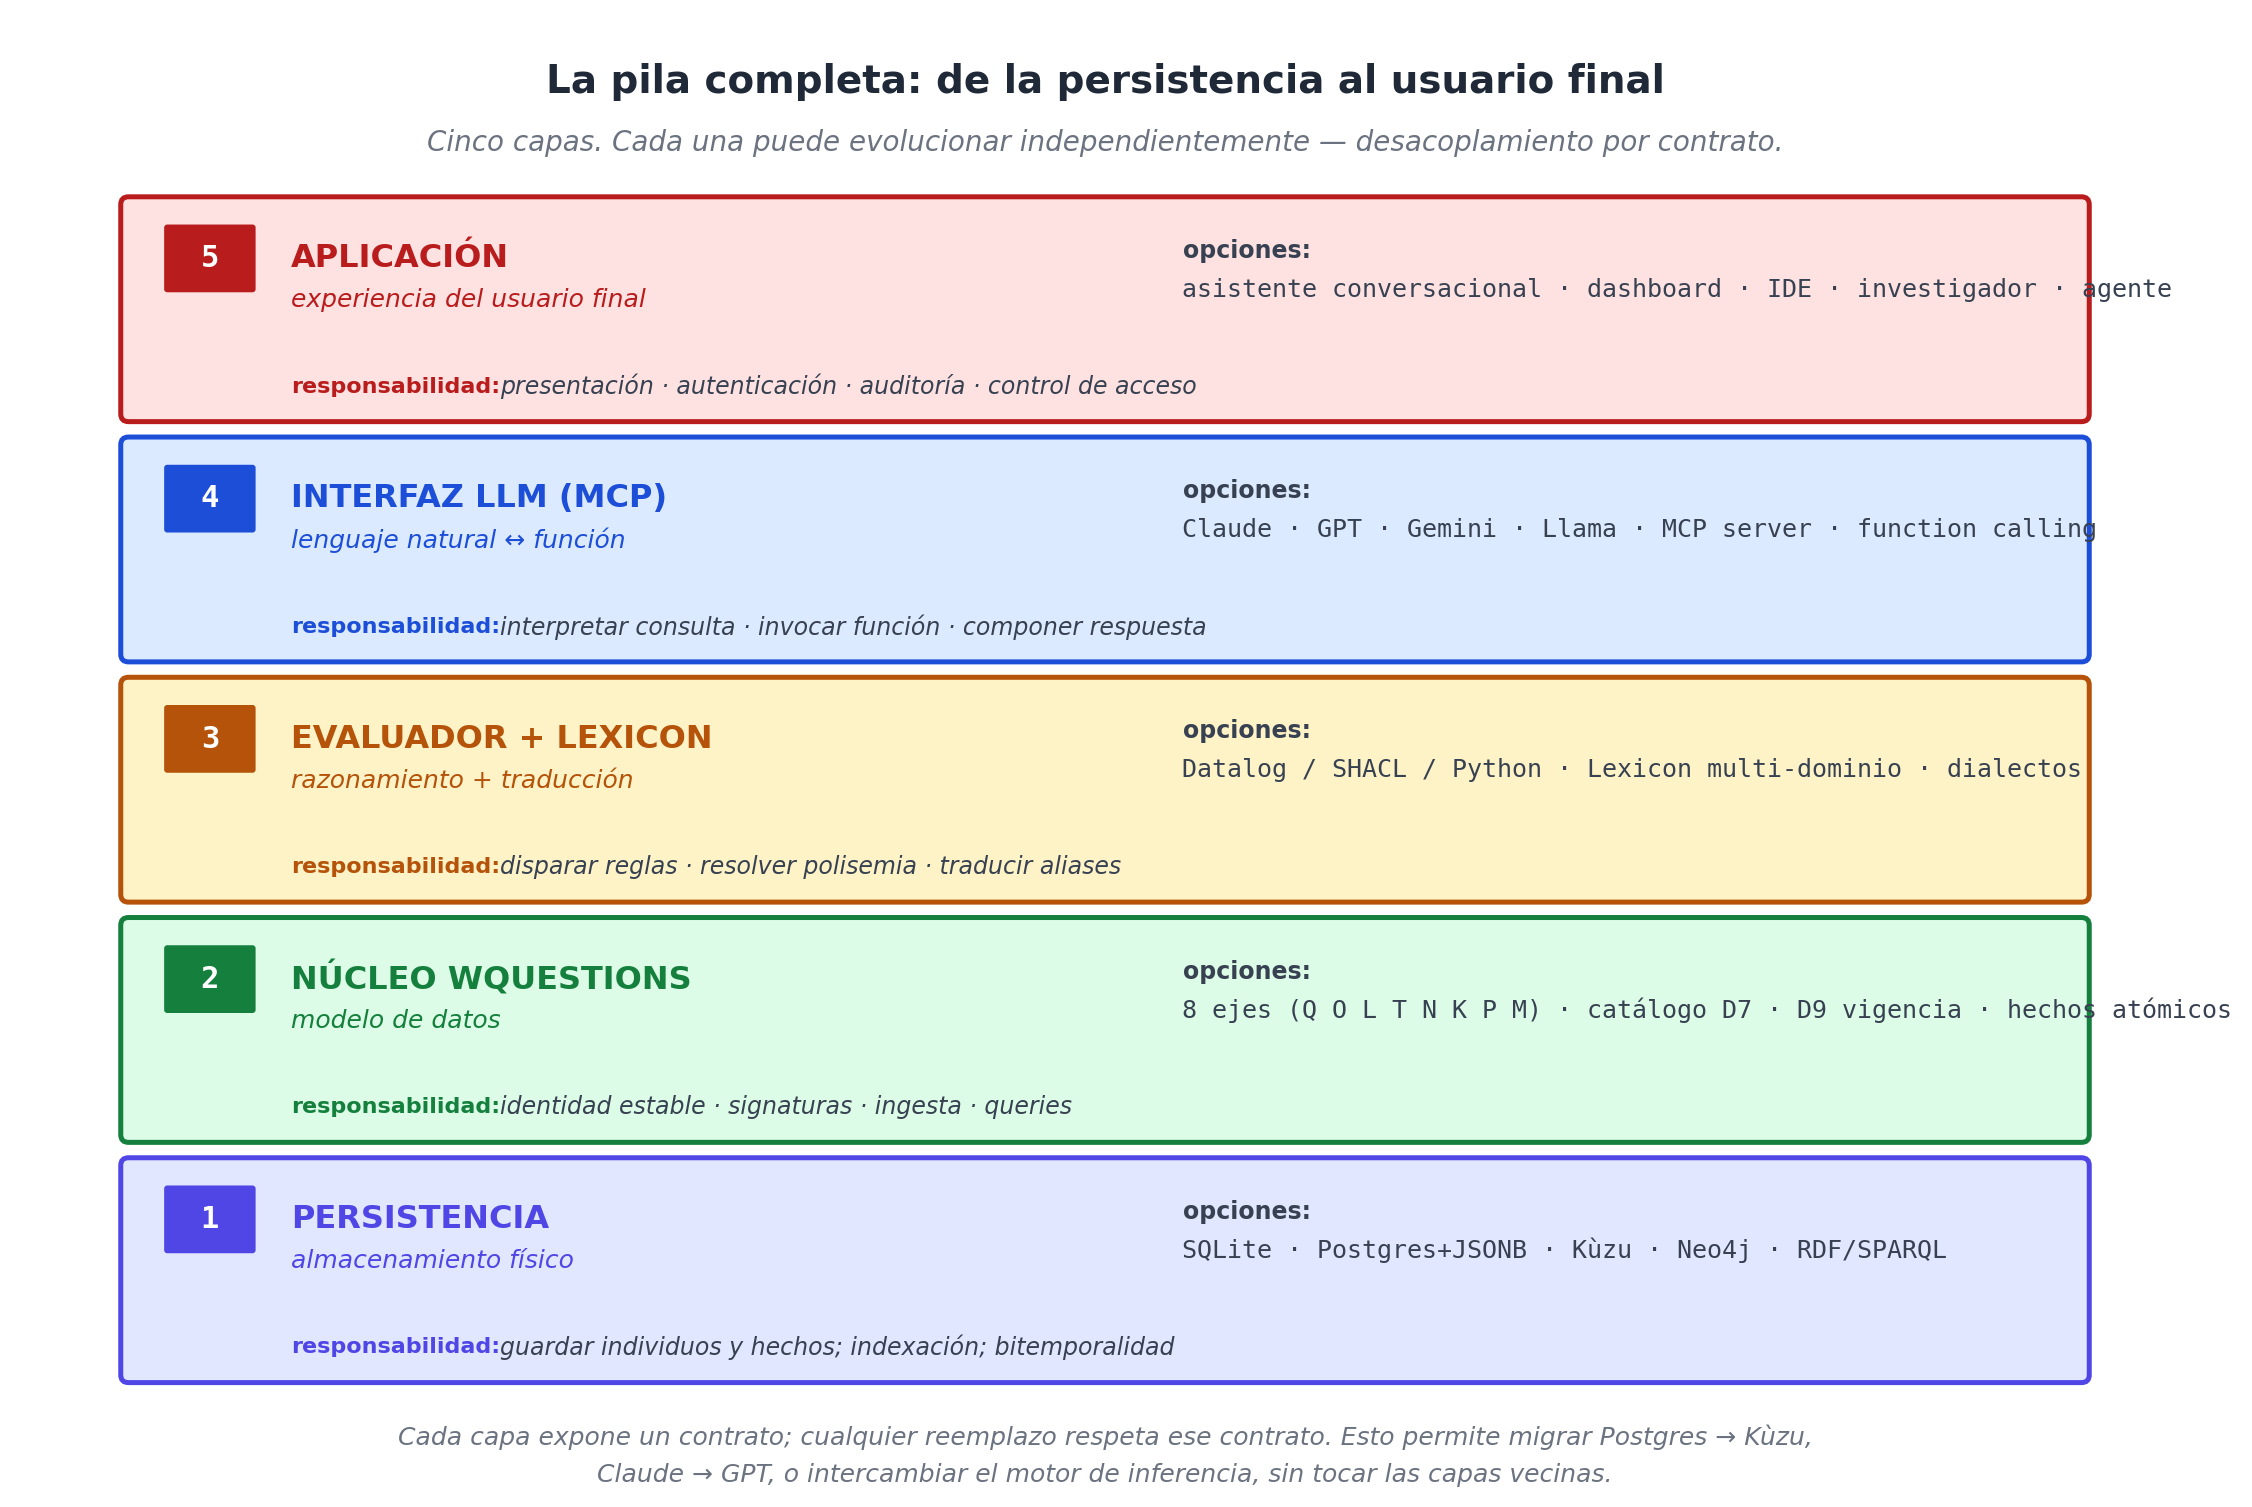 La pila completa: de la persistencia al usuario final
Cinco capas. Cada una puede evolucionar independientemente — desacoplamiento por contrato.
5
APLICACIÓN
experiencia del usuario final
opciones:
asistente conversacional · dashboard · IDE · investigador · agente
responsabilidad: presentación · autenticación · auditoría · control de acceso
4
INTERFAZ LLM (MCP)
lenguaje natural ↔ función
opciones:
Claude · GPT · Gemini · Llama · MCP server · function calling
responsabilidad: interpretar consulta · invocar función · componer respuesta
3
EVALUADOR + LEXICON
razonamiento + traducción
opciones:
Datalog / SHACL / Python · Lexicon multi-dominio · dialectos
responsabilidad: disparar reglas · resolver polisemia · traducir aliases
2
NÚCLEO WQUESTIONS
modelo de datos
opciones:
8 ejes (Q O L T N K P M) · catálogo D7 · D9 vigencia · hechos atómicos
responsabilidad: identidad estable · signaturas · ingesta · queries
1
PERSISTENCIA
almacenamiento físico
opciones:
SQLite · Postgres+JSONB · Kùzu · Neo4j · RDF/SPARQL
responsabilidad: guardar individuos y hechos; indexación; bitemporalidad
Cada capa expone un contrato; cualquier reemplazo respeta ese contrato. Esto permite migrar Postgres → Kùzu,
Claude → GPT, o intercambiar el motor de inferencia, sin tocar las capas vecinas.